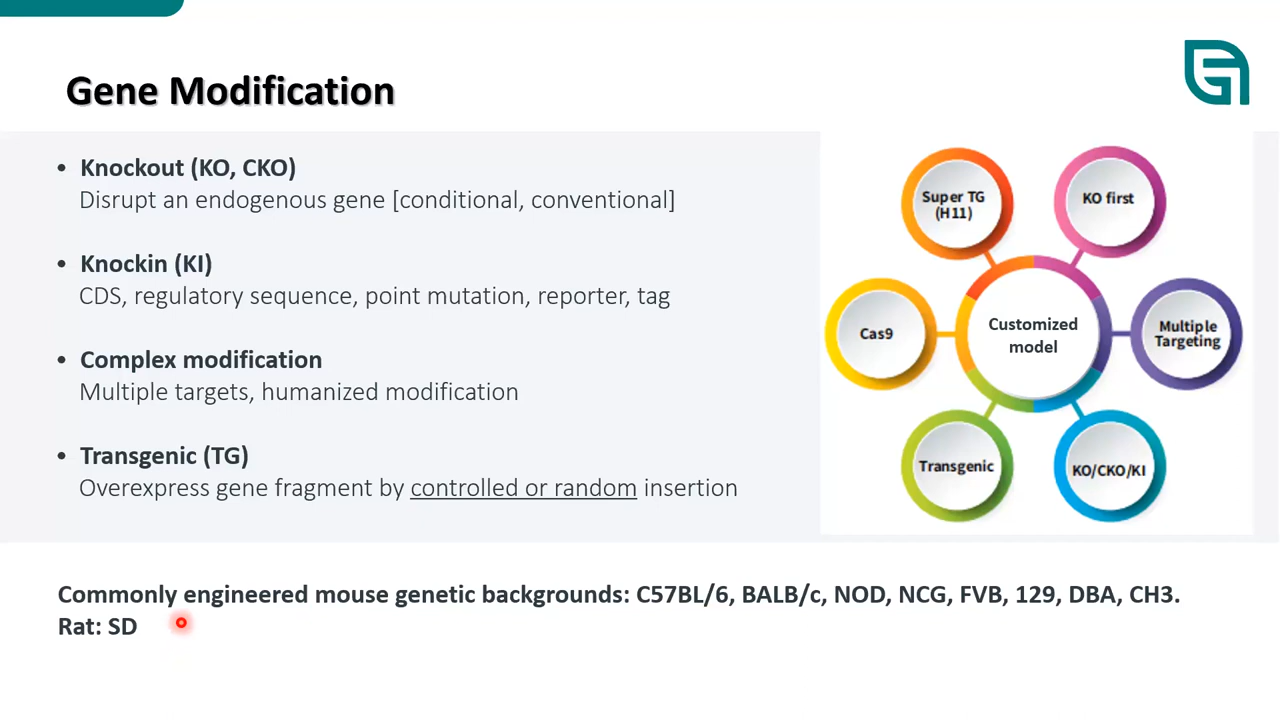 Gene Modification
• Knockout (KO, CKO)
Disrupt an endogenous gene [conditional, conventional]
• Knockin (KI)
CDS, regulatory sequence, point mutation, reporter, tag
• Complex modification
Multiple targets, humanized modification
• Transgenic (TG)
Overexpress gene fragment by controlled or random insertion
Super TG
(H11)
KO first
Cas9
Customized
model
Multiple
Targeting
Transgenic
KO/CKO/KI
Commonly engineered mouse genetic backgrounds: C57BL/6, BALB/c, NOD, NCG, FVB, 129, DBA, CH3.
Rat: SD